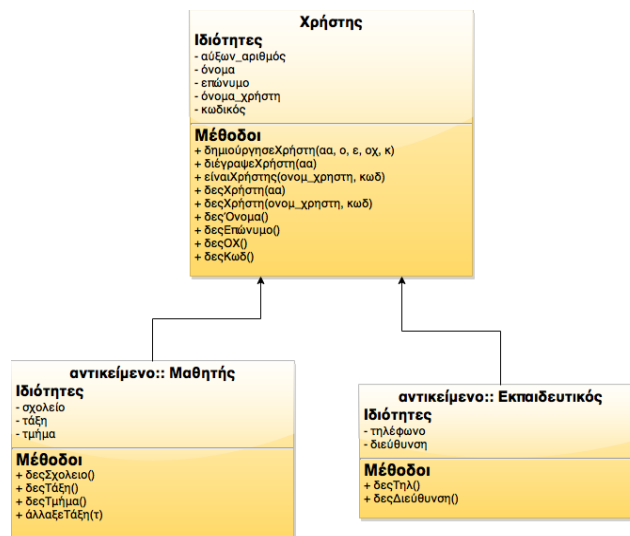 Χρήστης
Ιδιότητες
- αύξων_αριθμός
- όνομα
- επώνυμο
- όνομα_χρήστη
- κωδικός
Μέθοδοι
+ δημιούργησεΧρήστη(αα, ο, ε, οχ, κ)
+ διέγραψεΧρήστη(αα)
+ είναιΧρήστης(ονομ_χρηστη, κωδ)
+ δεςΧρήστη(αα)
+ δεςΧρήστη(ονομ_χρηστη, κωδ)
+ δεςΌνομα()
+ δεςΕπώνυμο()
+ δεςΟΧ()
+ δεςΚωδ()
αντικείμενο:: Μαθητής
Ιδιότητες
- σχολείο
- τάξη
- τμήμα
Μέθοδοι
+ δεςΣχολειο()
+ δεςΤάξη()
+ δεςΤμήμα()
+ άλλαξεΤάξη(τ)
αντικείμενο:: Εκπαιδευτικός
Ιδιότητες
- τηλέφωνο
- διεύθυνση
Μέθοδοι
+ δεςΤηλ()
+ δεςΔιεύθυνση()